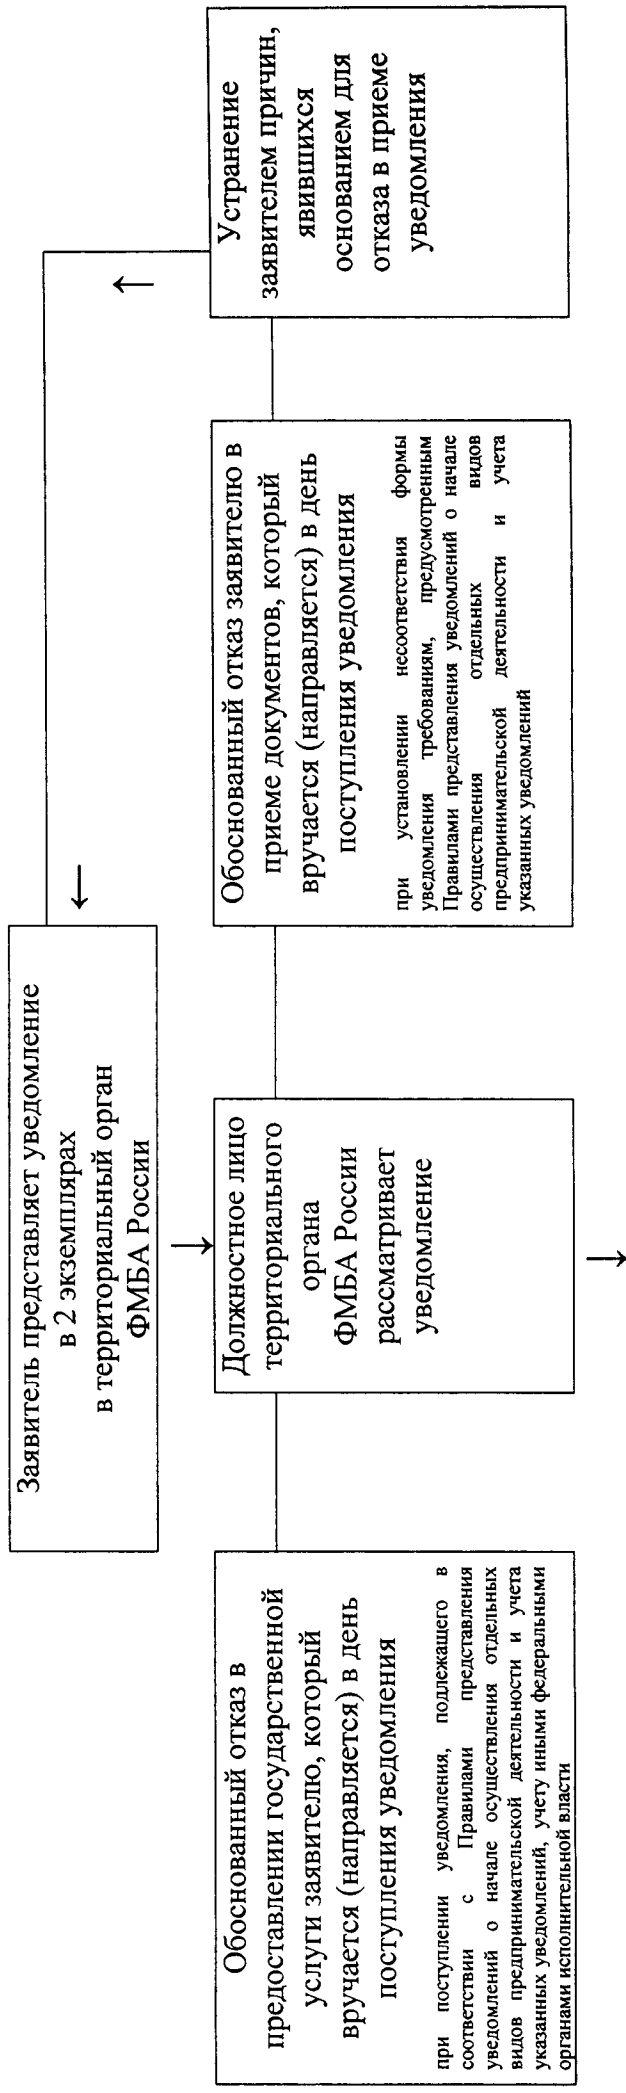 Заявитель представляет уведомление
в 2 экземплярах
в территориальный орган
ФМБА России
Обоснованный отказ в
предоставлении государственной
услуги заявителю, который
вручается (направляется) в день
поступления уведомления
при поступлении уведомления, подлежащего в
соответствии с Правилами представления
уведомлений о начале осуществления отдельных
видов предпринимательской деятельности и учета
указанных уведомлений, учету иными федеральными
органами исполнительной власти
Должностное лицо
территориального
органа
ФМБА России
рассматривает
уведомление
Обоснованный отказ заявителю в
приеме документов, который
вручается (направляется) в день
поступления уведомления
при установлении несоответствия формы
уведомления требованиям, предусмотренным
Правилами представления уведомлений о начале
осуществления отдельных видов
предпринимательской деятельности и учета
указанных уведомлений
Устранение
заявителем причин,
явившихся
основанием для
отказа в приеме
уведомления